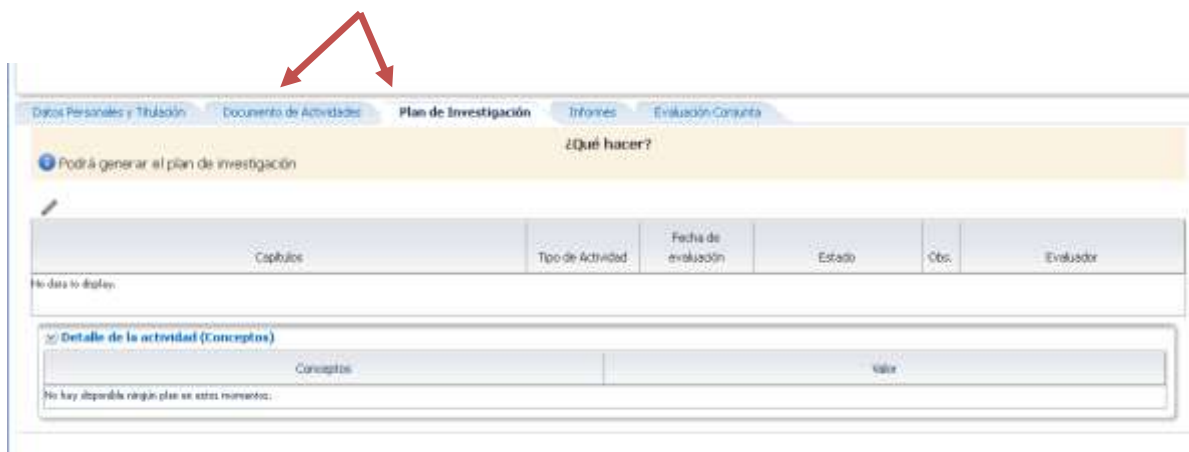 Datos Personales y Titulación Documento de Actividades Plan de Investigación Informes Evaluación Conjunta
¿Qué hacer?
Podrá generar el plan de investigación
Capítulos Tipo de Actividad Fecha de evaluación Estado Obs. Evaluador
No data to display.
Detalle de la actividad (Conceptos)
Conceptos Valor
No hay disponible ningún plan en estos momentos.